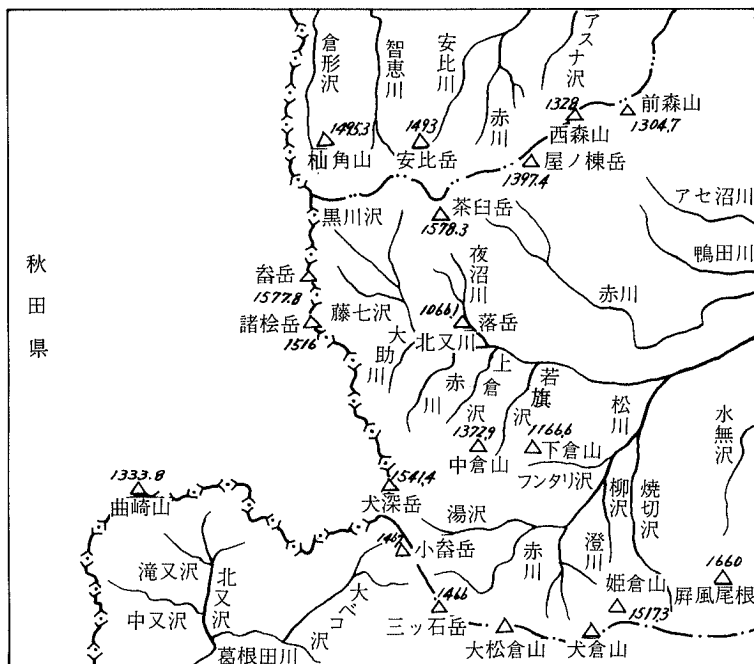 倉形沢
智恵川
安比川
アスナ沢
赤川
1328
西森山
前森山
1304.7
1495.3
杣角山
1493
安比岳
屋ノ棟岳
1397.4
黒川沢
茶臼岳
1578.3
アセ沼川
鴨田川
赤川
秋田県
畚岳
1577.8
諸桧岳
1516
藤七沢
大助川
夜沼川
1066.1
落岳
北又川
赤川
上倉沢
若旗沢
松川
水無沢
1372.9
中倉山
1166.6
下倉山
フンタリ沢
柳沢
焼切沢
1333.8
曲崎山
1541.4
犬深岳
湯沢
赤川
澄川
1467
小畚岳
滝又沢
北又沢
中又沢
葛根田川
大ベコ沢
1466
三ッ石岳
大松倉山
犬倉山
姫倉山
1517.3
1660
屏風尾根